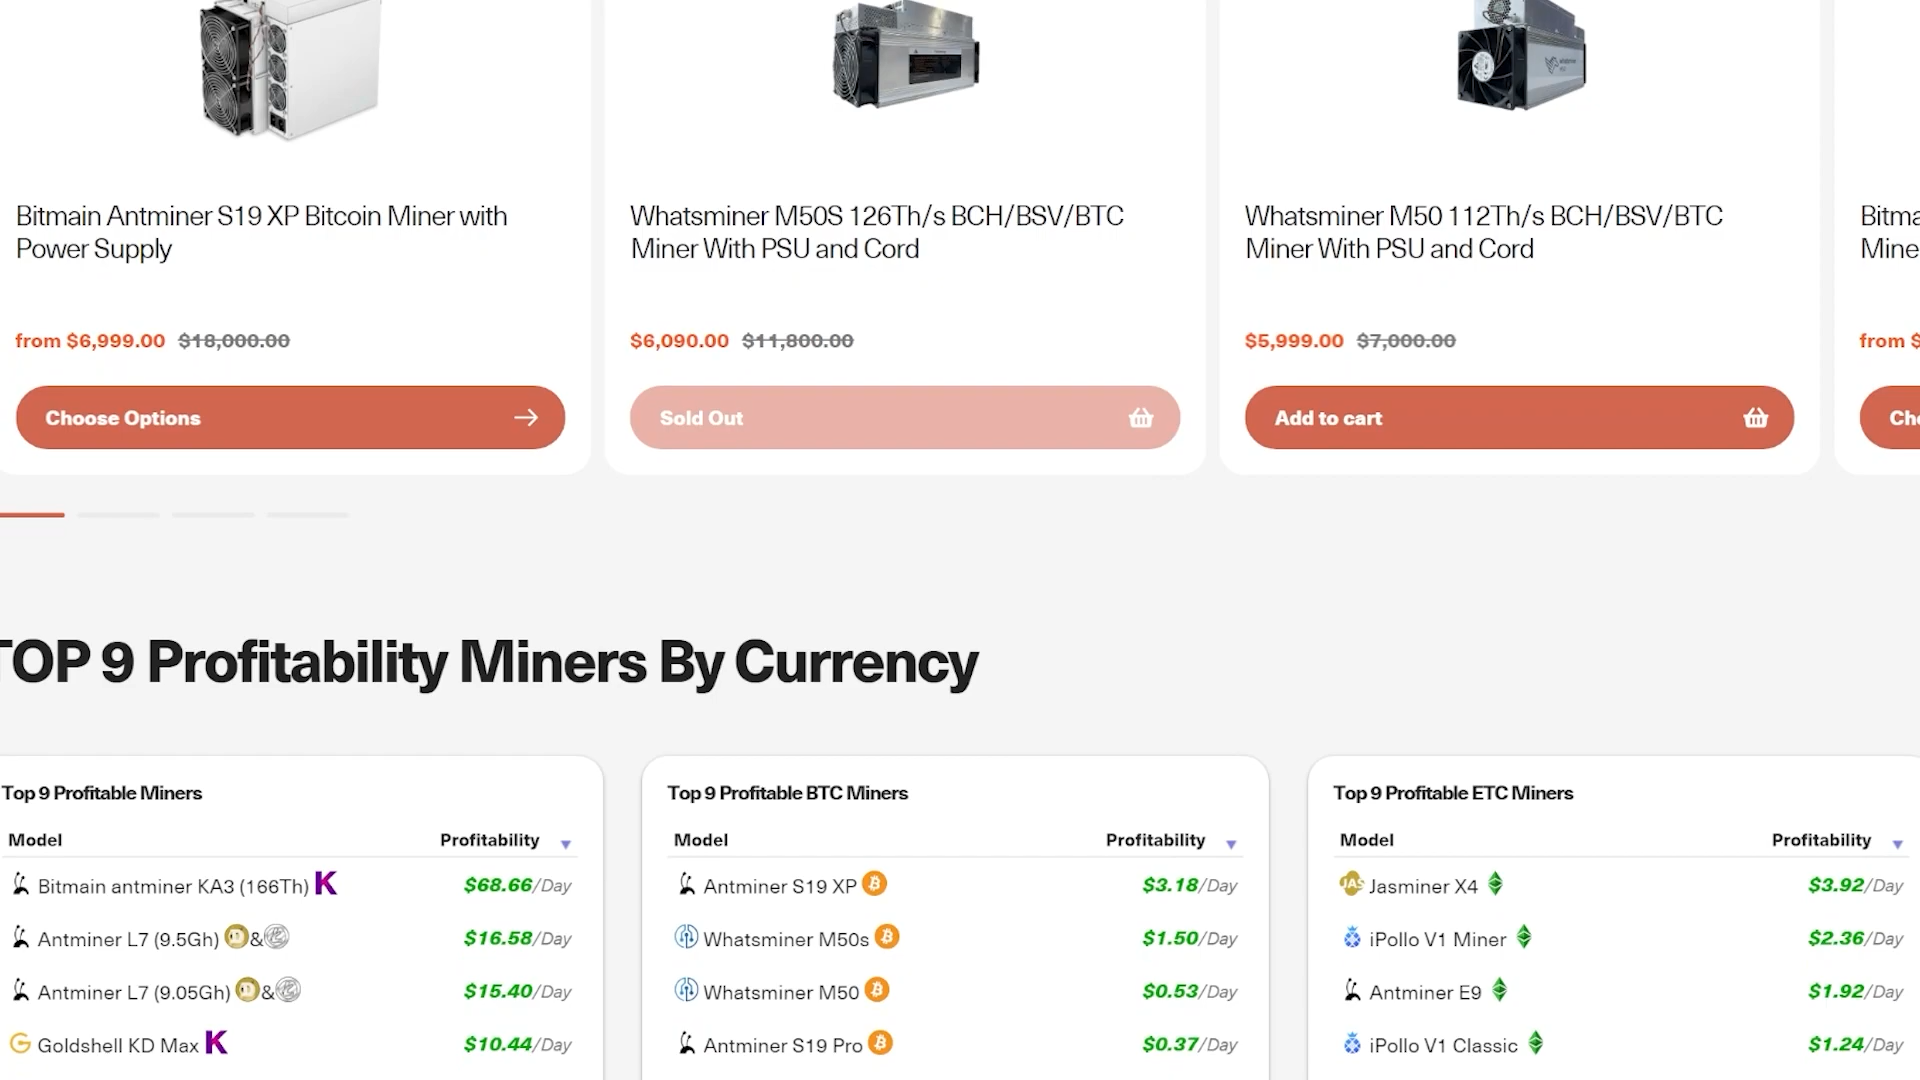 Bitmain Antminer S19 XP Bitcoin Miner with
Power Supply
from $6,999.00 $18,000.00
Choose Options
Whatsminer M50S 126Th/s BCH/BSV/BTC
Miner With PSU and Cord
$6,090.00 $11,800.00
Sold Out
Whatsminer M50 112Th/s BCH/BSV/BTC
Miner With PSU and Cord
$5,999.00 $7,000.00
Add to cart
Bitma
Mine
from $
Cho
TOP 9 Profitability Miners By Currency
Top 9 Profitable Miners
Model Profitability
Bitmain antminer KA3 (166Th) $68.66/Day
Antminer L7 (9.5Gh) & $16.58/Day
Antminer L7 (9.05Gh) & $15.40/Day
Goldshell KD Max $10.44/Day
Top 9 Profitable BTC Miners
Model Profitability
Antminer S19 XP $3.18/Day
Whatsminer M50s $1.50/Day
Whatsminer M50 $0.53/Day
Antminer S19 Pro $0.37/Day
Top 9 Profitable ETC Miners
Model Profitability
JAS Jasminer X4 $3.92/Day
iPollo V1 Miner $2.36/Day
Antminer E9 $1.92/Day
iPollo V1 Classic $1.24/Day